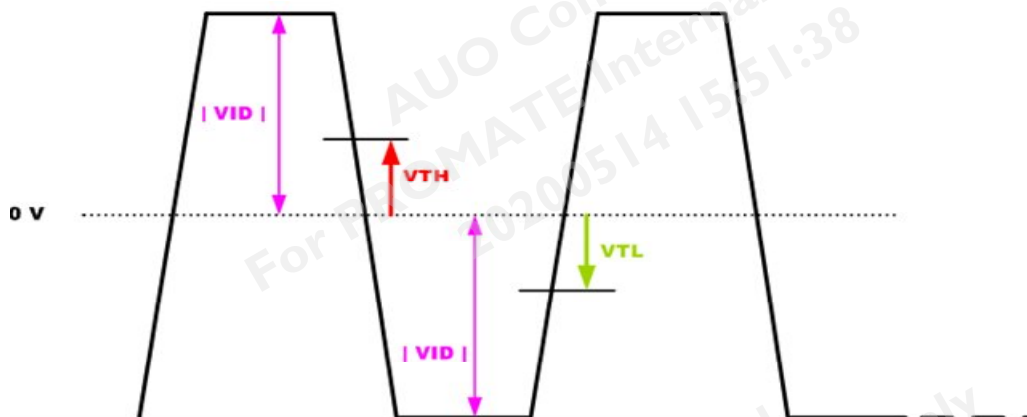 AUO Con
For PROMATE Interna
20200514 15:51:38
| VID |
VTH
0 V
VTL
| VID |